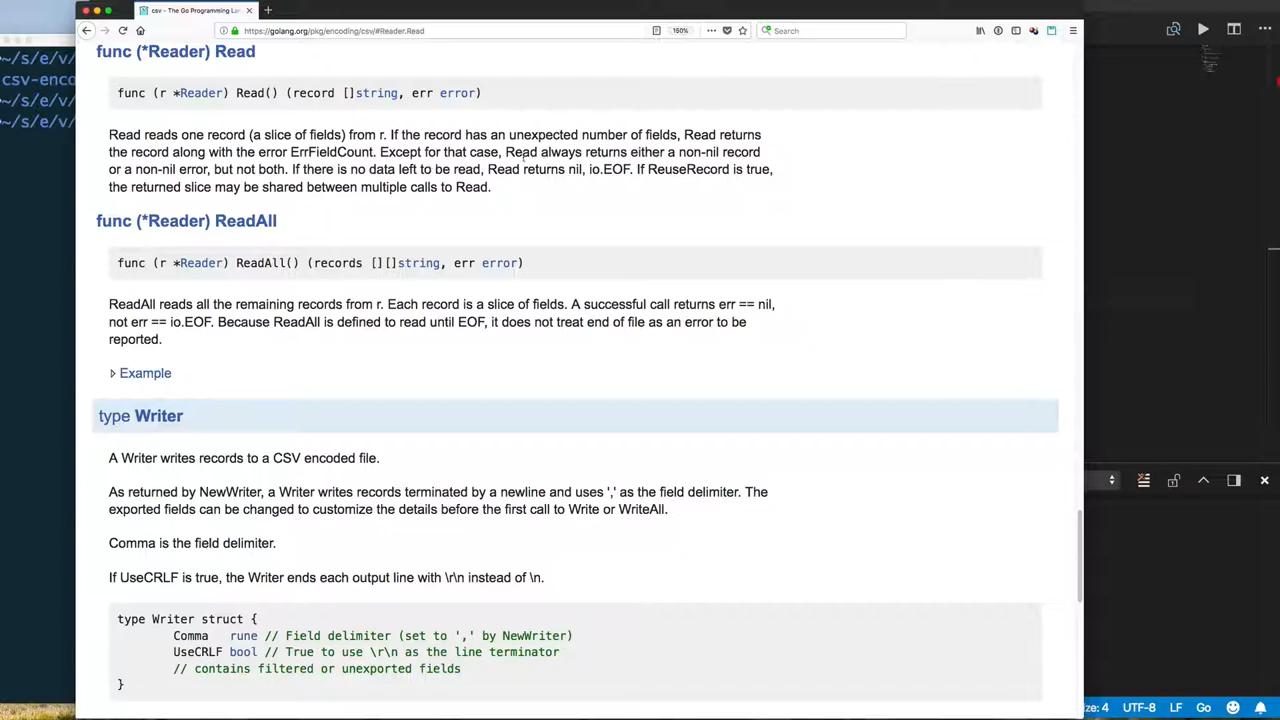 csv - The Go Programming Lan
https://golang.org/pkg/encoding/csv/#Reader.Read
150%
Search
~/s/e/v/
csv-enco
~/s/e/v/
~/s/e/v/
func (*Reader) Read
func (r *Reader) Read() (record []string, err error)
Read reads one record (a slice of fields) from r. If the record has an unexpected number of fields, Read returns
the record along with the error ErrFieldCount. Except for that case, Read always returns either a non-nil record
or a non-nil error, but not both. If there is no data left to be read, Read returns nil, io.EOF. If ReuseRecord is true,
the returned slice may be shared between multiple calls to Read.
func (*Reader) ReadAll
func (r *Reader) ReadAll() (records [][]string, err error)
ReadAll reads all the remaining records from r. Each record is a slice of fields. A successful call returns err == nil,
not err == io.EOF. Because ReadAll is defined to read until EOF, it does not treat end of file as an error to be
reported.
Example
type Writer
A Writer writes records to a CSV encoded file.
As returned by NewWriter, a Writer writes records terminated by a newline and uses ',' as the field delimiter. The
exported fields can be changed to customize the details before the first call to Write or WriteAll.
Comma is the field delimiter.
If UseCRLF is true, the Writer ends each output line with \r\n instead of \n.
type Writer struct {
Comma rune // Field delimiter (set to ',' by NewWriter)
UseCRLF bool // True to use \r\n as the line terminator
// contains filtered or unexported fields
}
ze: 4 UTF-8 LF Go